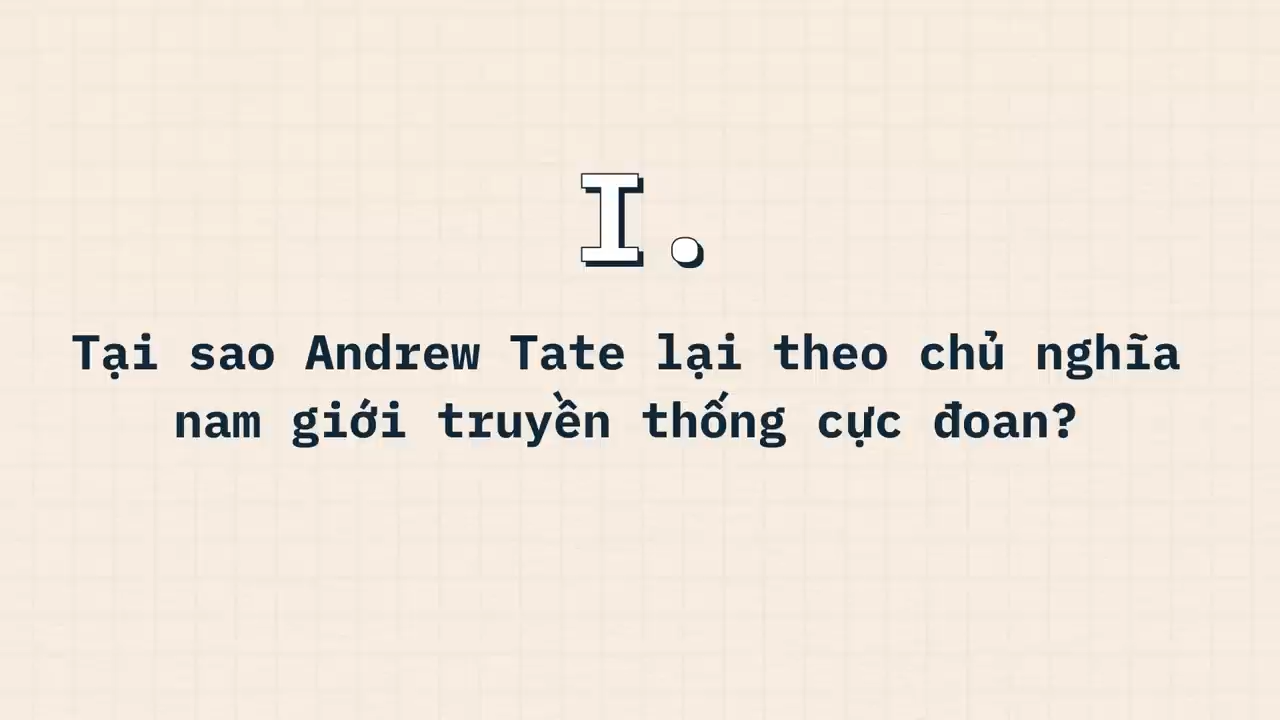 I.
Tại sao Andrew Tate lại theo chủ nghĩa
nam giới truyền thống cực đoan?